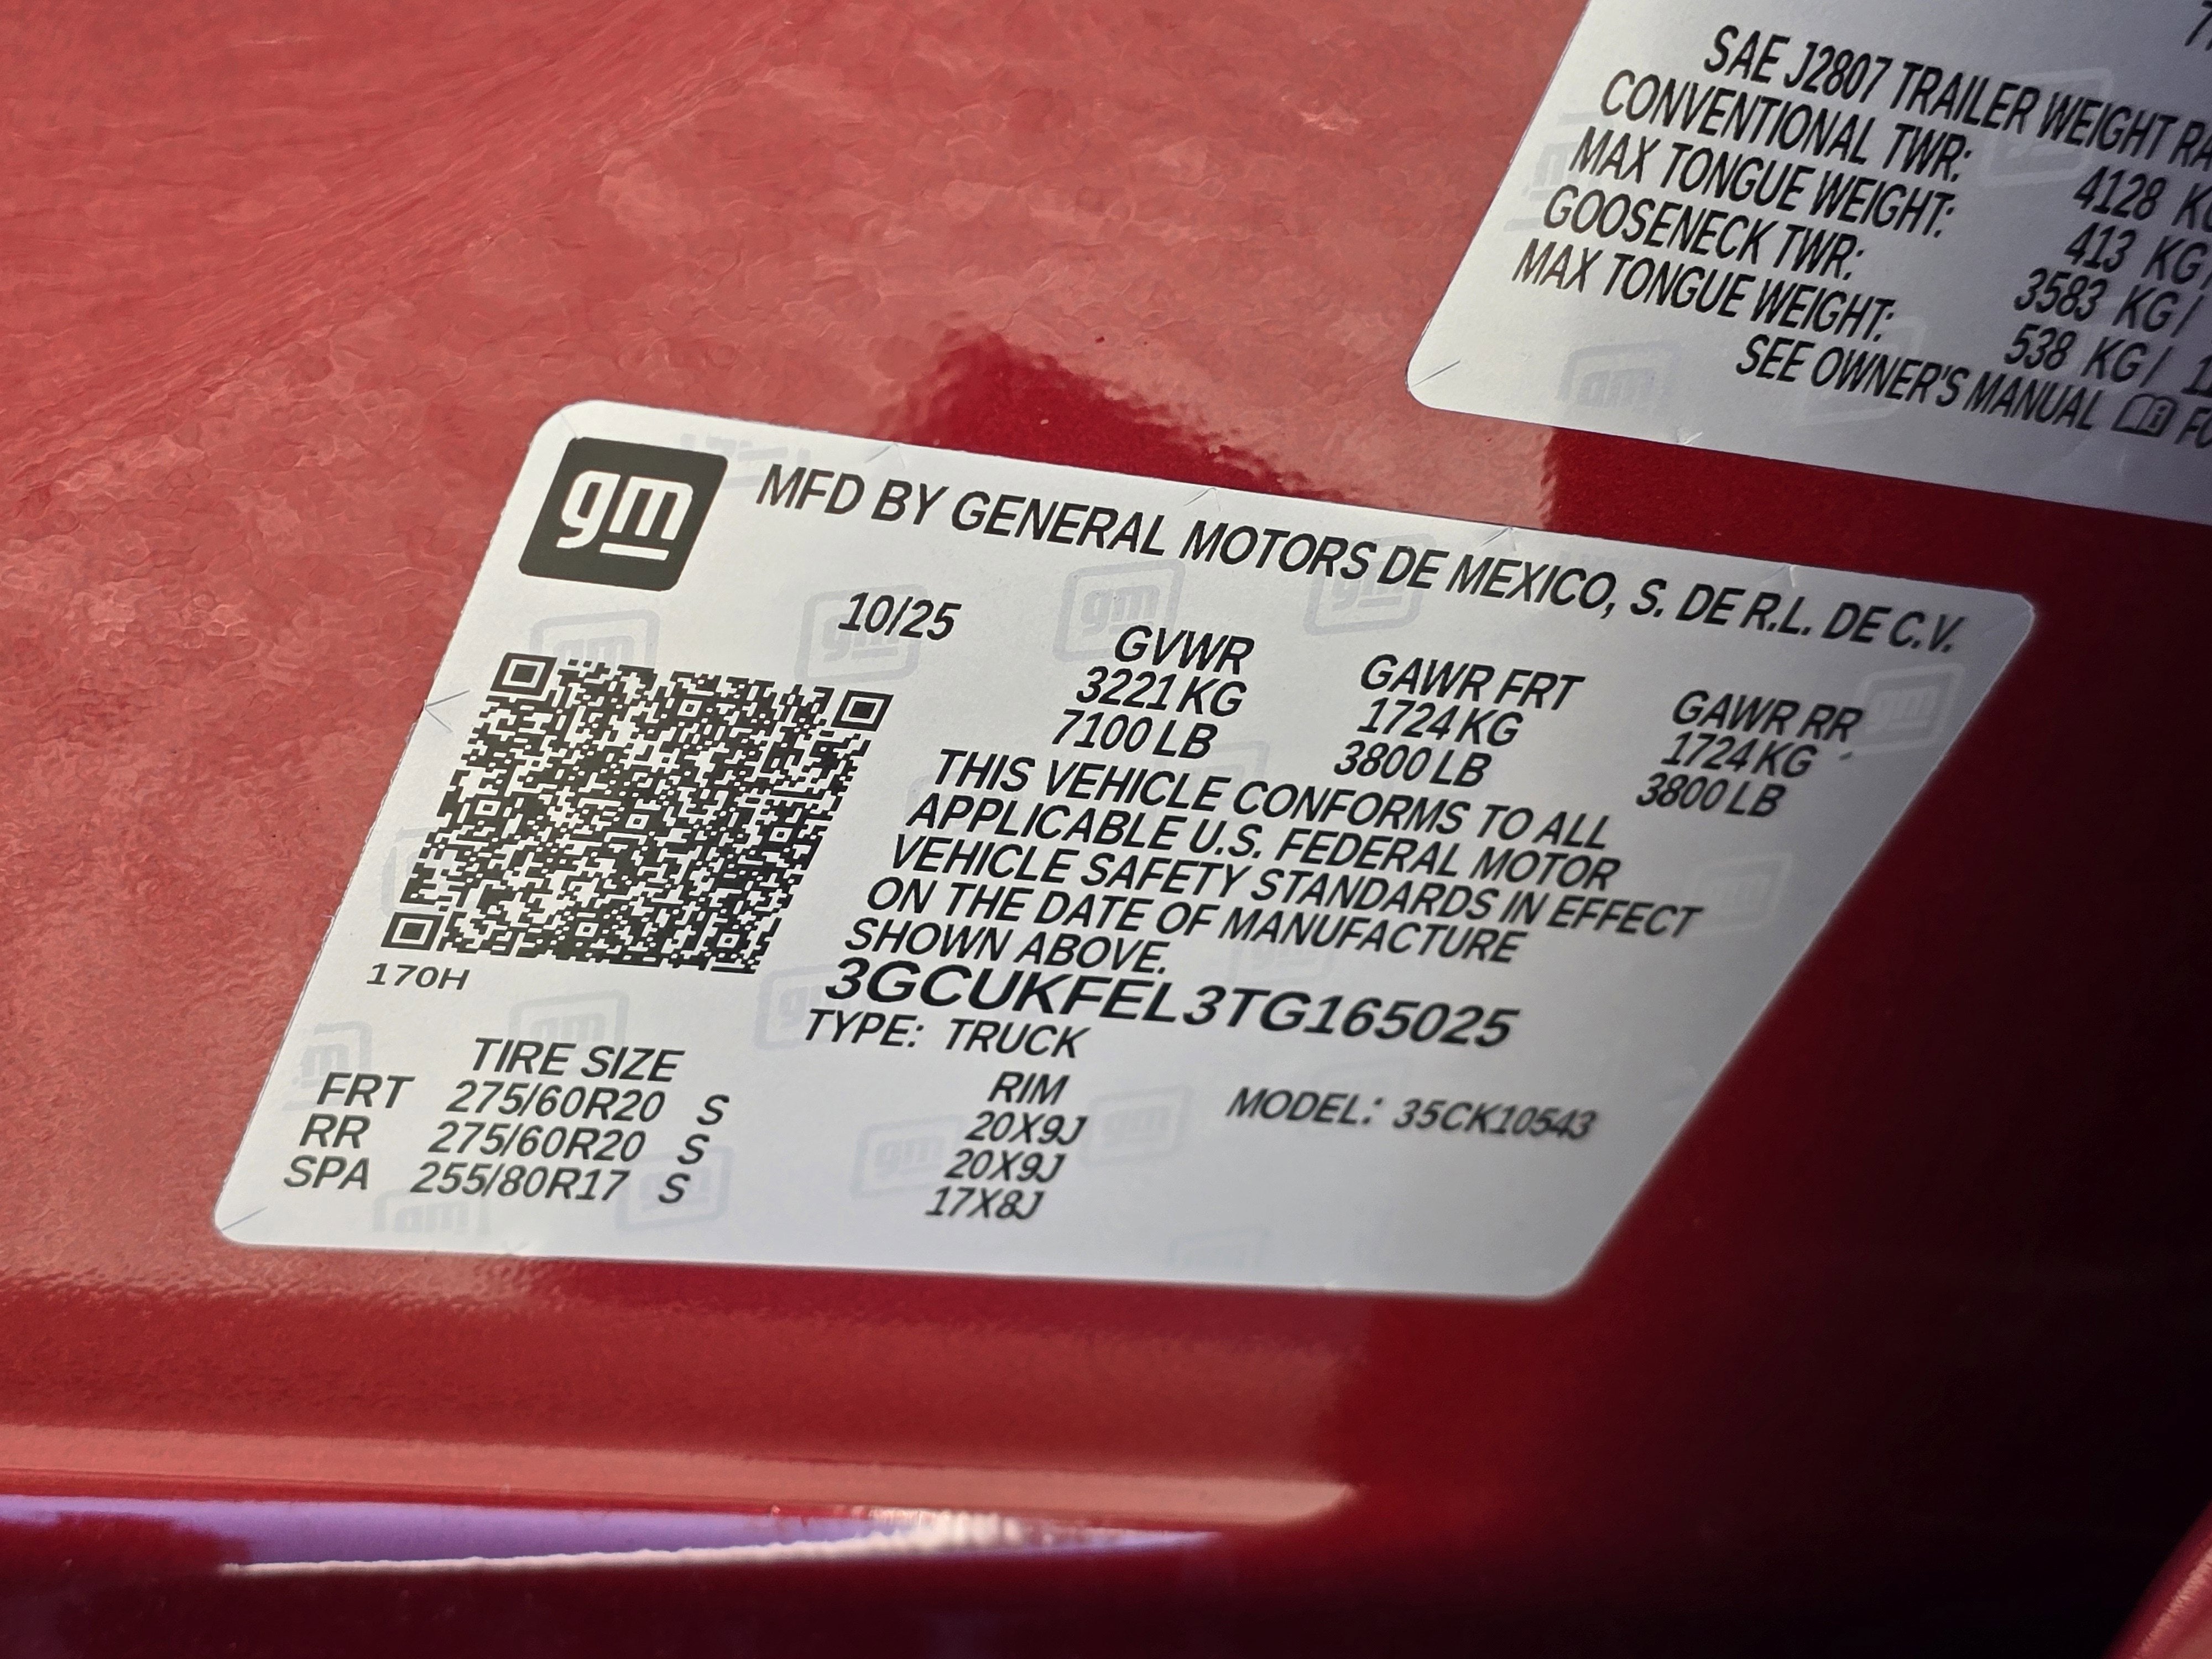 SAE J2807 TRAILER WEIGHT
CONVENTIONAL TWR: 4128
MAX TONGUE WEIGHT: 413 KG
GOOSENECK TWR: 3583 KG /
MAX TONGUE WEIGHT: 538 KG /
SEE OWNER'S MANUAL
gm MFD BY GENERAL MOTORS DE MEXICO, S. DE R.L. DE C.V.
10/25
GVWR GAWR FRT GAWR RR
3221 KG 1724 KG 1724 KG
7100 LB 3800 LB 3800 LB
THIS VEHICLE CONFORMS TO ALL
APPLICABLE U.S. FEDERAL MOTOR
VEHICLE SAFETY STANDARDS IN EFFECT
ON THE DATE OF MANUFACTURE
SHOWN ABOVE.
170H
3GCUKFEL3TG165025
TYPE: TRUCK MODEL: 35CK10543
TIRE SIZE RIM
FRT 275/60R20 S 20X9J
RR 275/60R20 S 20X9J
SPA 255/80R17 S 17X8J